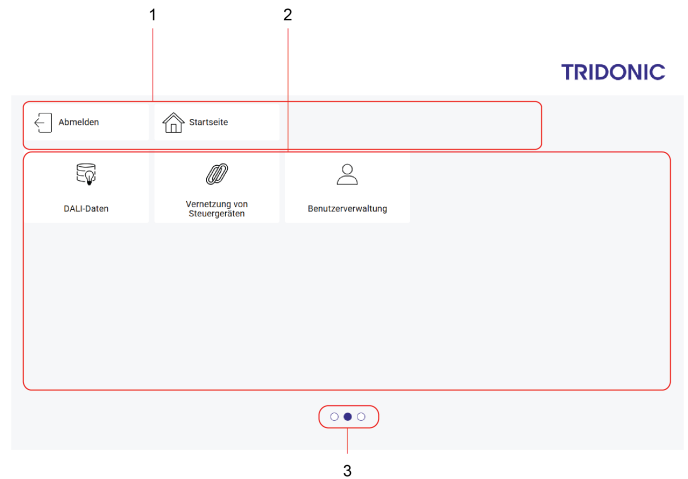 1
2
TRIDONIC
Abmelden
Startseite
DALI-Daten
Vernetzung von
Steuergeräten
Benutzerverwaltung
3